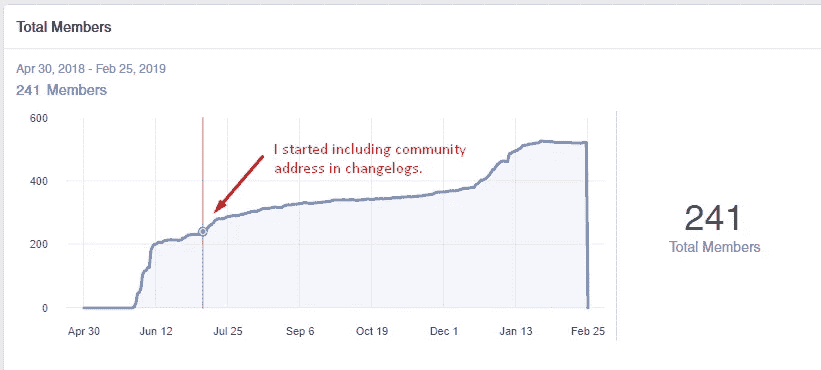 Total Members
Apr 30, 2018 - Feb 25, 2019
241 Members
600
400
200
0
I started including community
address in changelogs.
Apr 30
Jun 12
Jul 25
Sep 6
Oct 19
Dec 1
Jan 13
Feb 25
241
Total Members